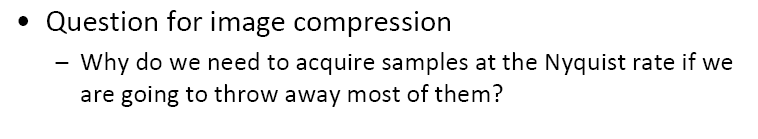 • Question for image compression
– Why do we need to acquire samples at the Nyquist rate if we
are going to throw away most of them?